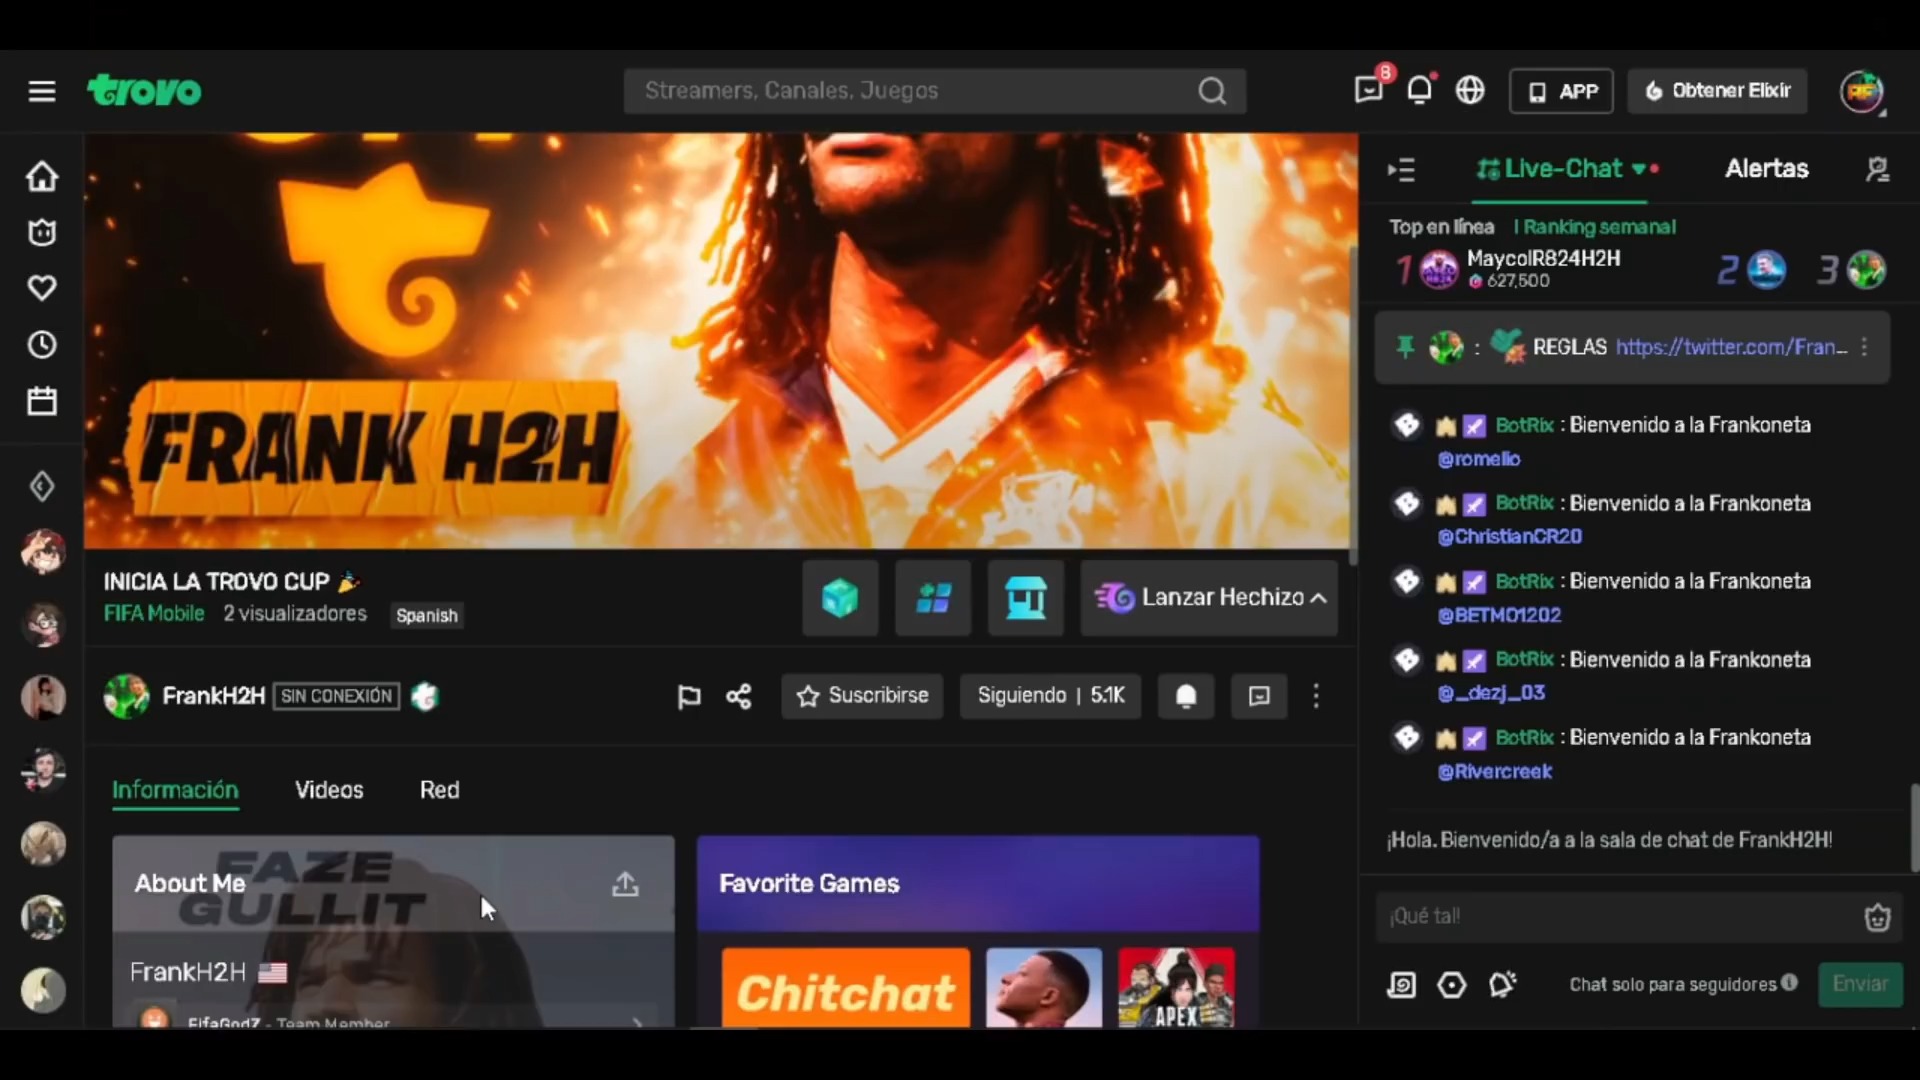 trovo
Streamers, Canales, Juegos
8
APP
Obtener Elixir
FRANK H2H
INICIA LA TROVO CUP
FIFA Mobile 2 visualizadores Spanish
Lanzar Hechizo
FrankH2H SIN CONEXIÓN
Suscribirse
Siguiendo | 5.1K
Información
Videos
Red
FAZE
GULLIT
About Me
FrankH2H
FifaGodZ - Team Member
Favorite Games
Chitchat
APEX
Live-Chat
Alertas
Top en línea | Ranking semanal
1 MaycolR824H2H
627,500
2
3
: REGLAS https://twitter.com/Fran...
BotRix : Bienvenido a la Frankoneta
@romelio
BotRix : Bienvenido a la Frankoneta
@ChristianCR20
BotRix : Bienvenido a la Frankoneta
@BETMO1202
BotRix : Bienvenido a la Frankoneta
@_dezj_03
BotRix : Bienvenido a la Frankoneta
@Rivercreek
¡Hola. Bienvenido/a a la sala de chat de FrankH2H!
¡Qué tal!
Chat solo para seguidores
Enviar